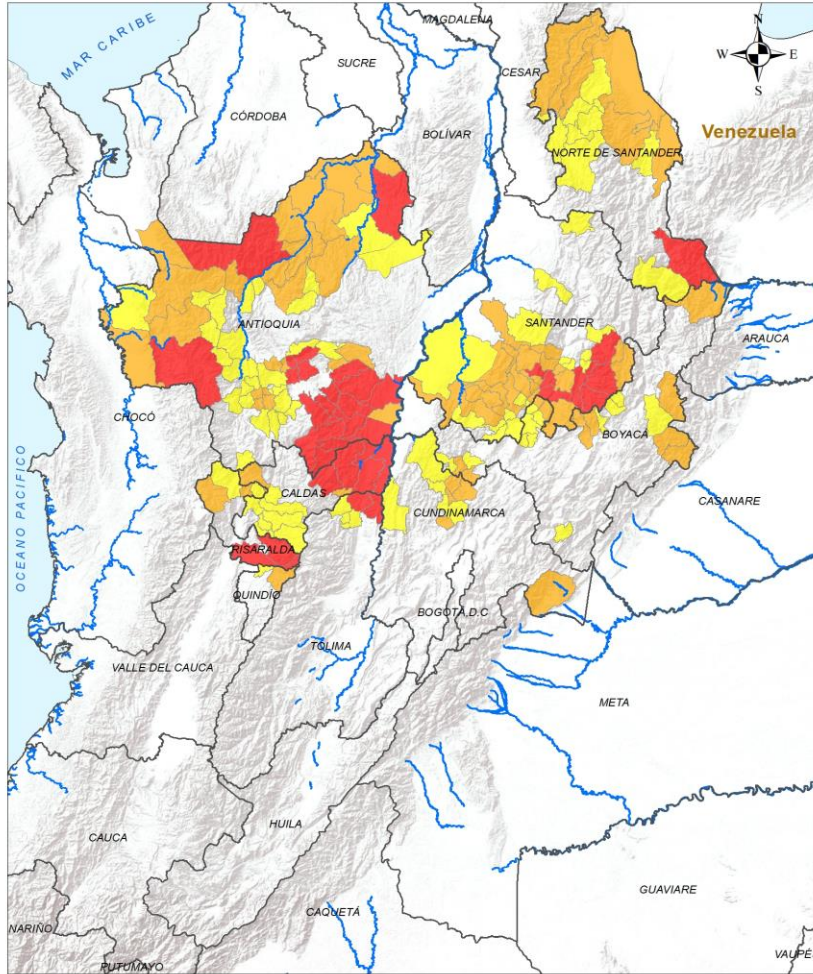 MAGDALENA
MAR CARIBE
SUCRE
CESAR
N
W E
S
CÓRDOBA
BOLÍVAR
Venezuela
NORTE DE SANTANDER
ANTIOQUIA
SANTANDER
ARAUCA
CHOCÓ
BOYACÁ
OCEANO PACIFICO
CALDAS
CUNDINAMARCA
CASANARE
RISARALDA
QUINDÍO
BOGOTÁ,D.C
TOLIMA
VALLE DEL CAUCA
META
HUILA
CAUCA
GUAVIARE
CAQUETÁ
NARIÑO
PUTUMAYO
VAUPÉ